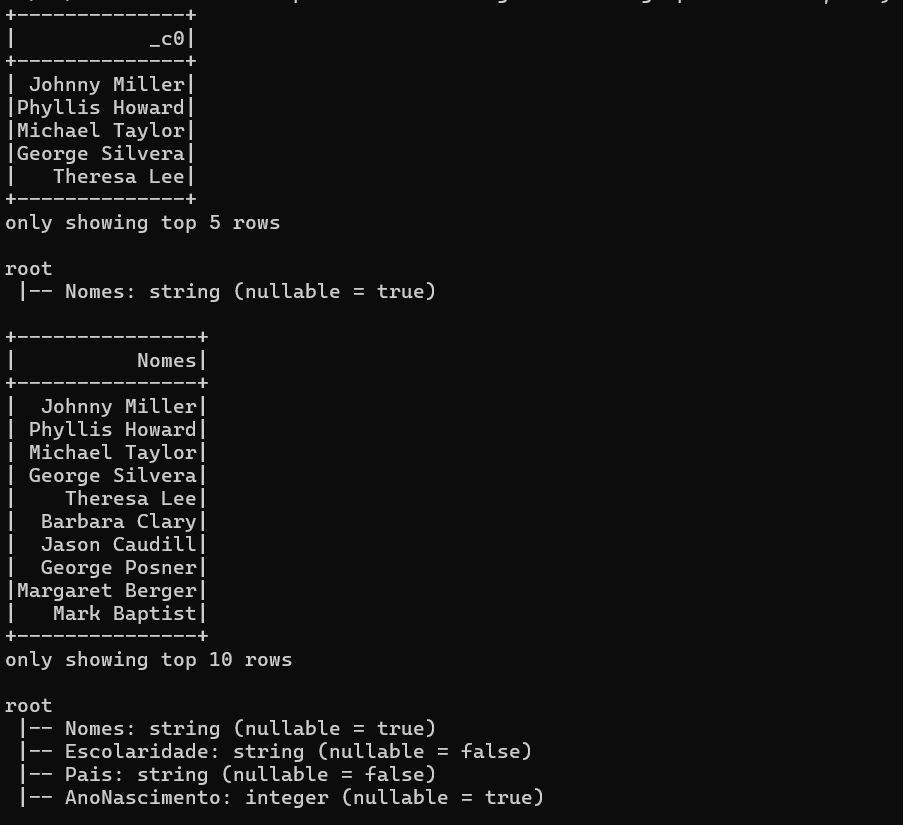 +--------------+
|           _c0|
+--------------+
| Johnny Miller|
|Phyllis Howard|
|Michael Taylor|
|George Silvera|
|   Theresa Lee|
+--------------+
only showing top 5 rows
root
 |-- Nomes: string (nullable = true)
+---------------+
|          Nomes|
+---------------+
|  Johnny Miller|
| Phyllis Howard|
| Michael Taylor|
| George Silvera|
|    Theresa Lee|
|  Barbara Clary|
|  Jason Caudill|
|  George Posner|
|Margaret Berger|
|   Mark Baptist|
+---------------+
only showing top 10 rows
root
 |-- Nomes: string (nullable = true)
 |-- Escolaridade: string (nullable = false)
 |-- Pais: string (nullable = false)
 |-- AnoNascimento: integer (nullable = true)